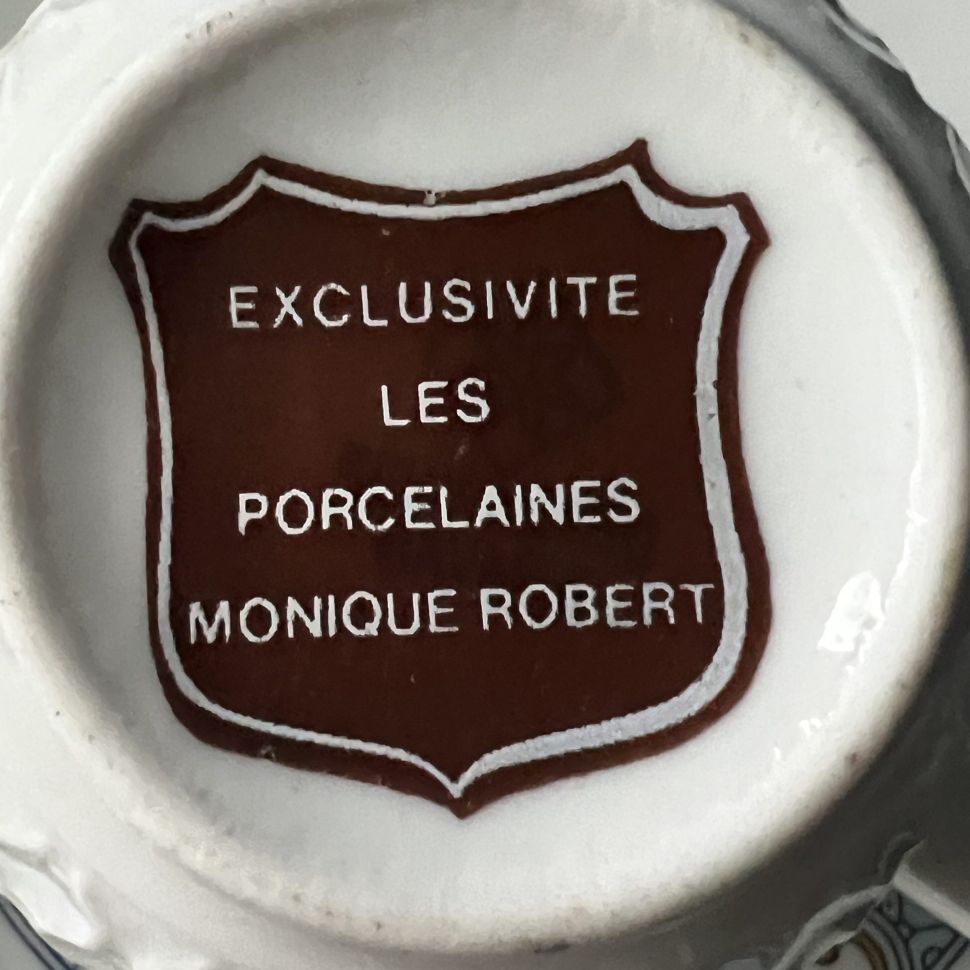 EXCLUSIVITE
LES
PORCELAINES
MONIQUE ROBERT